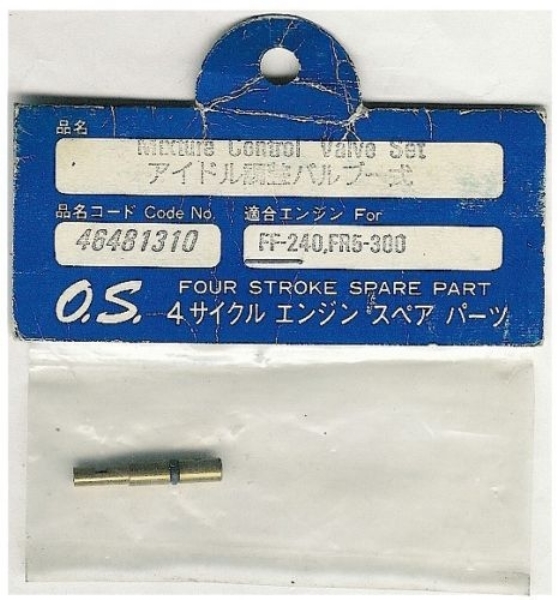 品名
Mixture Control Valve Set
アイドル調整バルブ一式
品名コード Code No. 適合エンジン For
46481310 FF-240,FR5-300
O.S. FOUR STROKE SPARE PART
4サイクル エンジン スペア パーツ